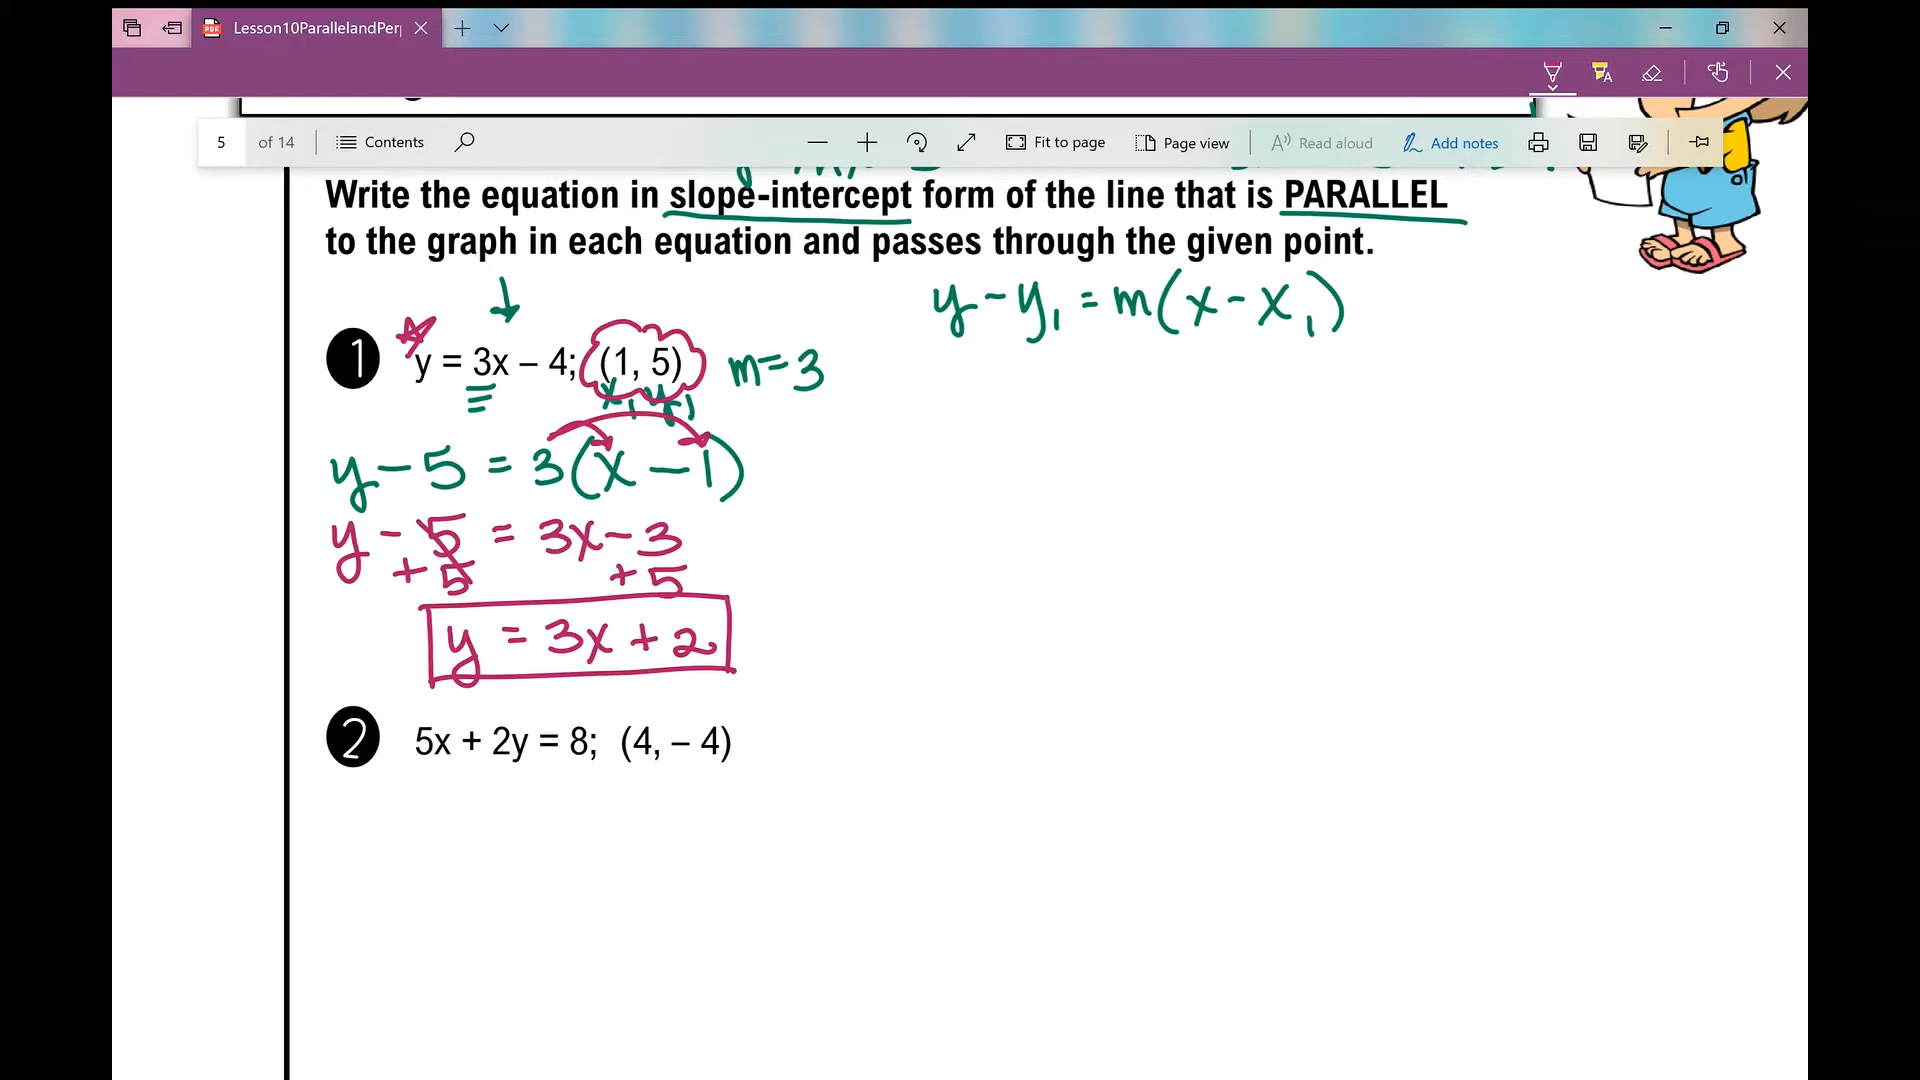 Lesson10ParallelandPer
5 of 14 Contents Fit to page Page view Read aloud Add notes
Write the equation in slope-intercept form of the line that is PARALLEL
to the graph in each equation and passes through the given point.
y - y₁ = m(x - x₁)
1 y = 3x – 4; (1, 5) m = 3
x₁ y₁
y - 5 = 3(x - 1)
y - 5 = 3x - 3
+ 5 + 5
y = 3x + 2
2 5x + 2y = 8; (4, – 4)